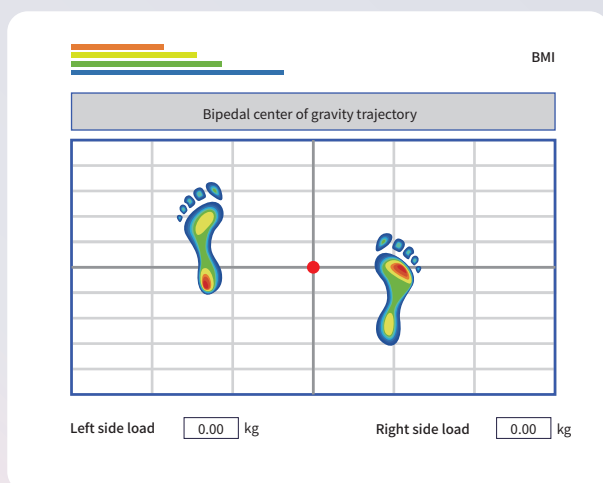 BMI
Bipedal center of gravity trajectory
Left side load 0.00 kg Right side load 0.00 kg